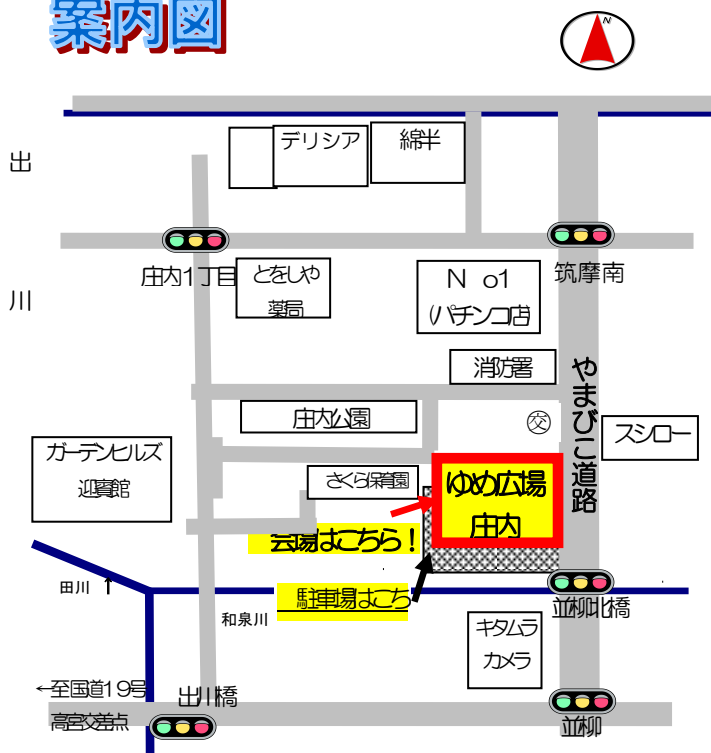 案内図
N
デリシア
綿半
出
川
庄内1丁目
とをしや
薬局
N o1
(パチンコ店)
筑摩南
消防署
やまびこ道路
庄内公園
交
スシロー
ガーデンヒルズ
迎賓館
さくら保育園
ゆめ広場
庄内
会場はこちら！
田川 ↑
駐車場はこち
和泉川
並柳北橋
キタムラ
カメラ
←至国道19号
高宮交差点
出川橋
並柳